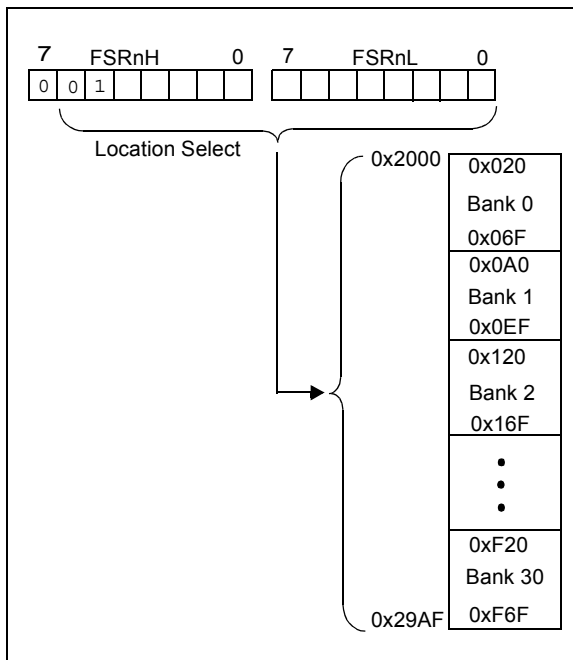 7 FSRnH 0 7 FSRnL 0
0 0 1
Location Select
0x2000
0x020
Bank 0
0x06F
0x0A0
Bank 1
0x0EF
0x120
Bank 2
0x16F
0xF20
Bank 30
0xF6F
0x29AF